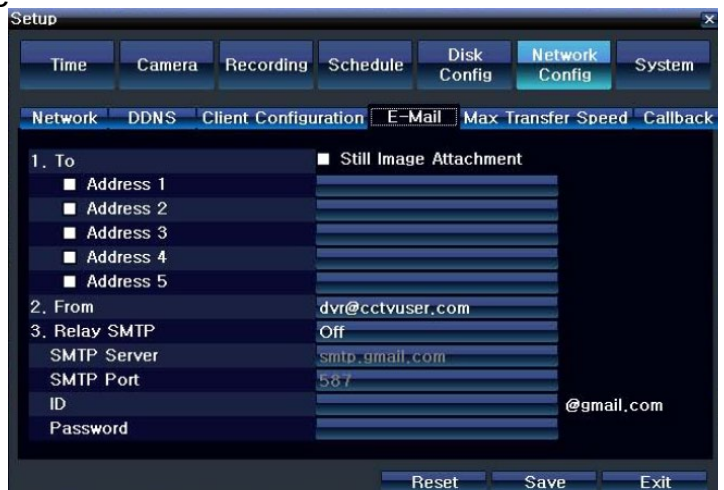 Setup
Time Camera Recording Schedule Disk Config Network Config System
Network DDNS Client Configuration E-Mail Max Transfer Speed Callback
1. To Still Image Attachment
Address 1
Address 2
Address 3
Address 4
Address 5
2. From dvr@cctvuser.com
3. Relay SMTP Off
SMTP Server smtp.gmail.com
SMTP Port 587
ID @gmail.com
Password
Reset Save Exit